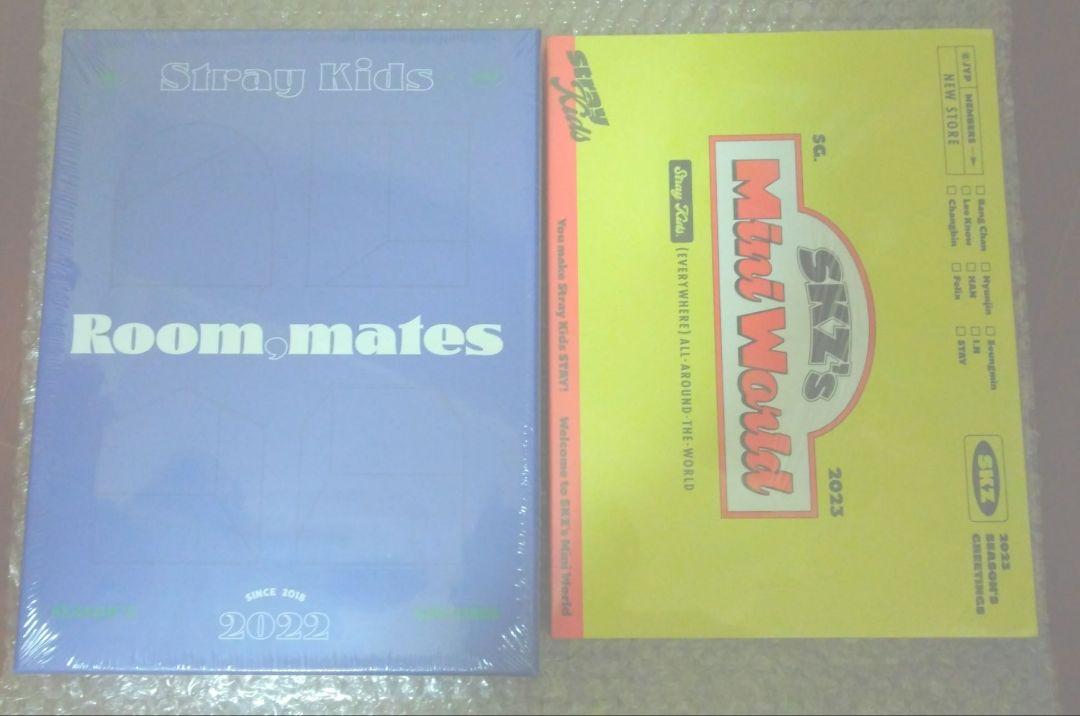 Stray Kids
Room,mates
SINCE 2018
2022
Stray
Kids
You make Stray Kids STAY!
Welcome to SKZ's Mini World
©JYP
MEMBERS
NEW STORE
Bang Chan
Hyunjin
Seungmin
Lee Know
HAN
I.N
Changbin
Felix
STAY
SG.
2023
SKZ's
Mini World
Stray Kids.
(EVERYWHERE) ALL-AROUND-THE-WORLD
SKZ
2023
SEASON'S
GREETINGS